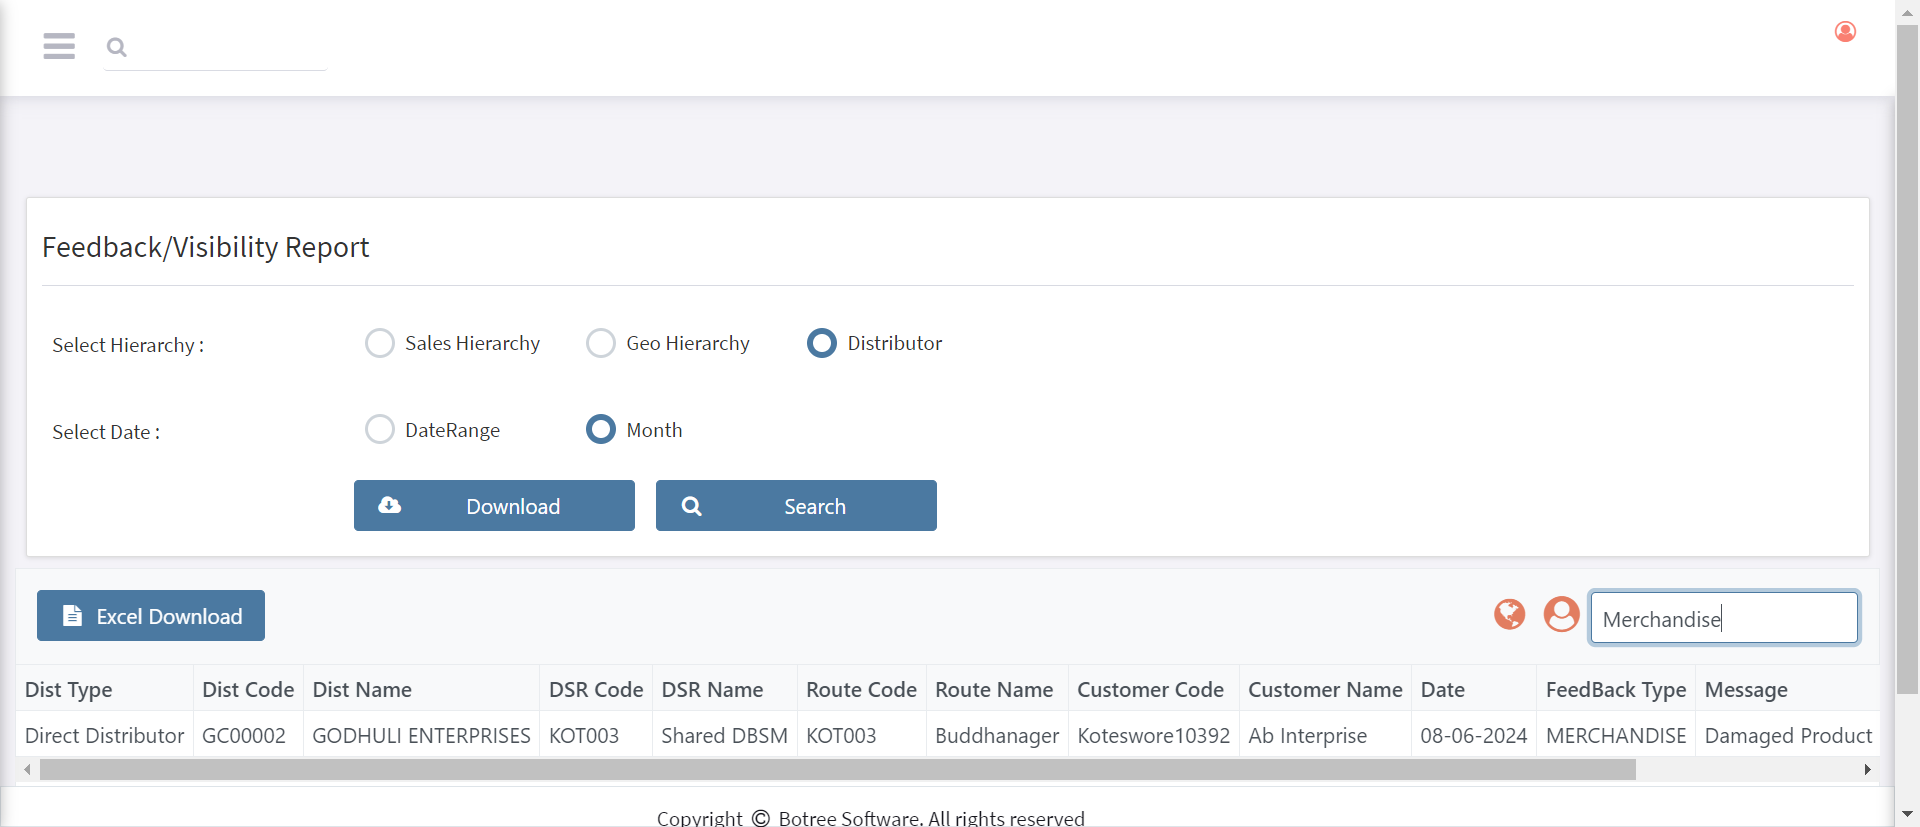 Feedback/Visibility Report
Select Hierarchy :
Sales Hierarchy
Geo Hierarchy
Distributor
Select Date :
DateRange
Month
Download
Search
Excel Download
Merchandise
Dist Type Dist Code Dist Name DSR Code DSR Name Route Code Route Name Customer Code Customer Name Date FeedBack Type Message
Direct Distributor GC00002 GODHULI ENTERPRISES KOT003 Shared DBSM KOT003 Buddhanager Koteswore10392 Ab Interprise 08-06-2024 MERCHANDISE Damaged Product
Copyright © Botree Software. All rights reserved